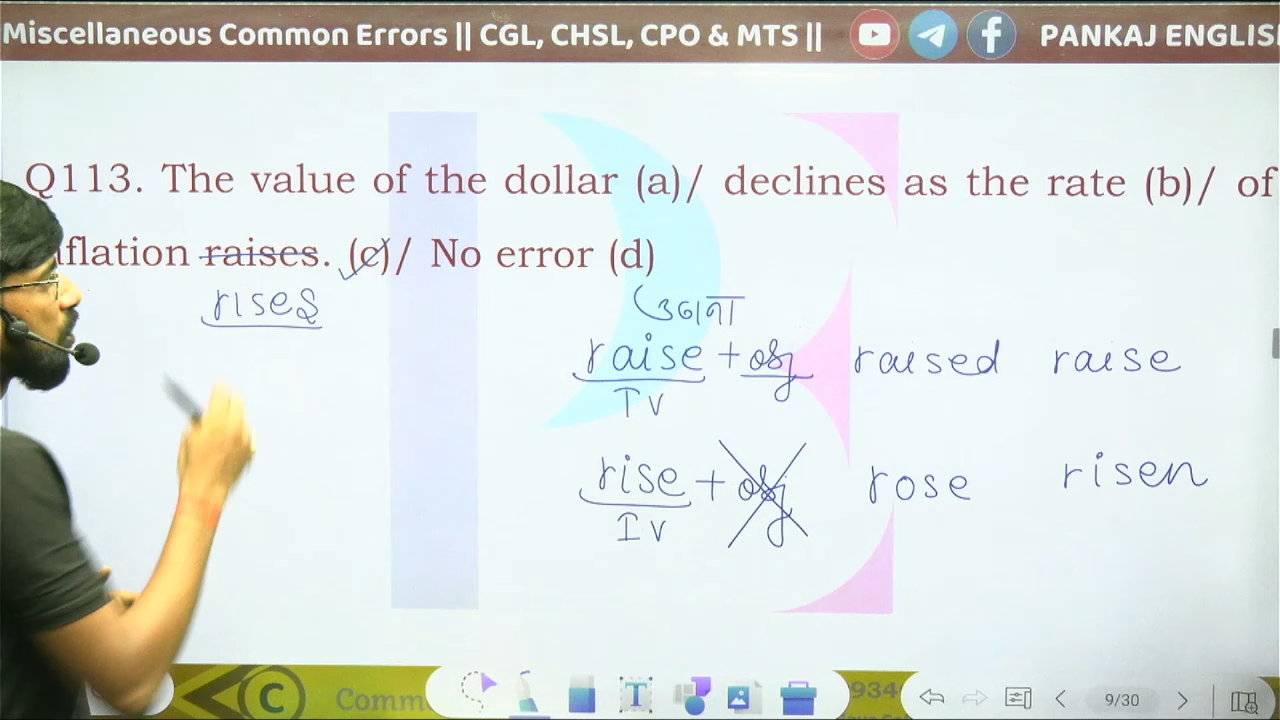 Miscellaneous Common Errors || CGL, CHSL, CPO & MTS || PANKAJ ENGLIS
Q113. The value of the dollar (a)/ declines as the rate (b)/ of
flation raises. (c)/ No error (d)
rises
उठाना
raise + obj raised raise
TV
rise + obj rose risen
IV
C Comm 934
T 9/30